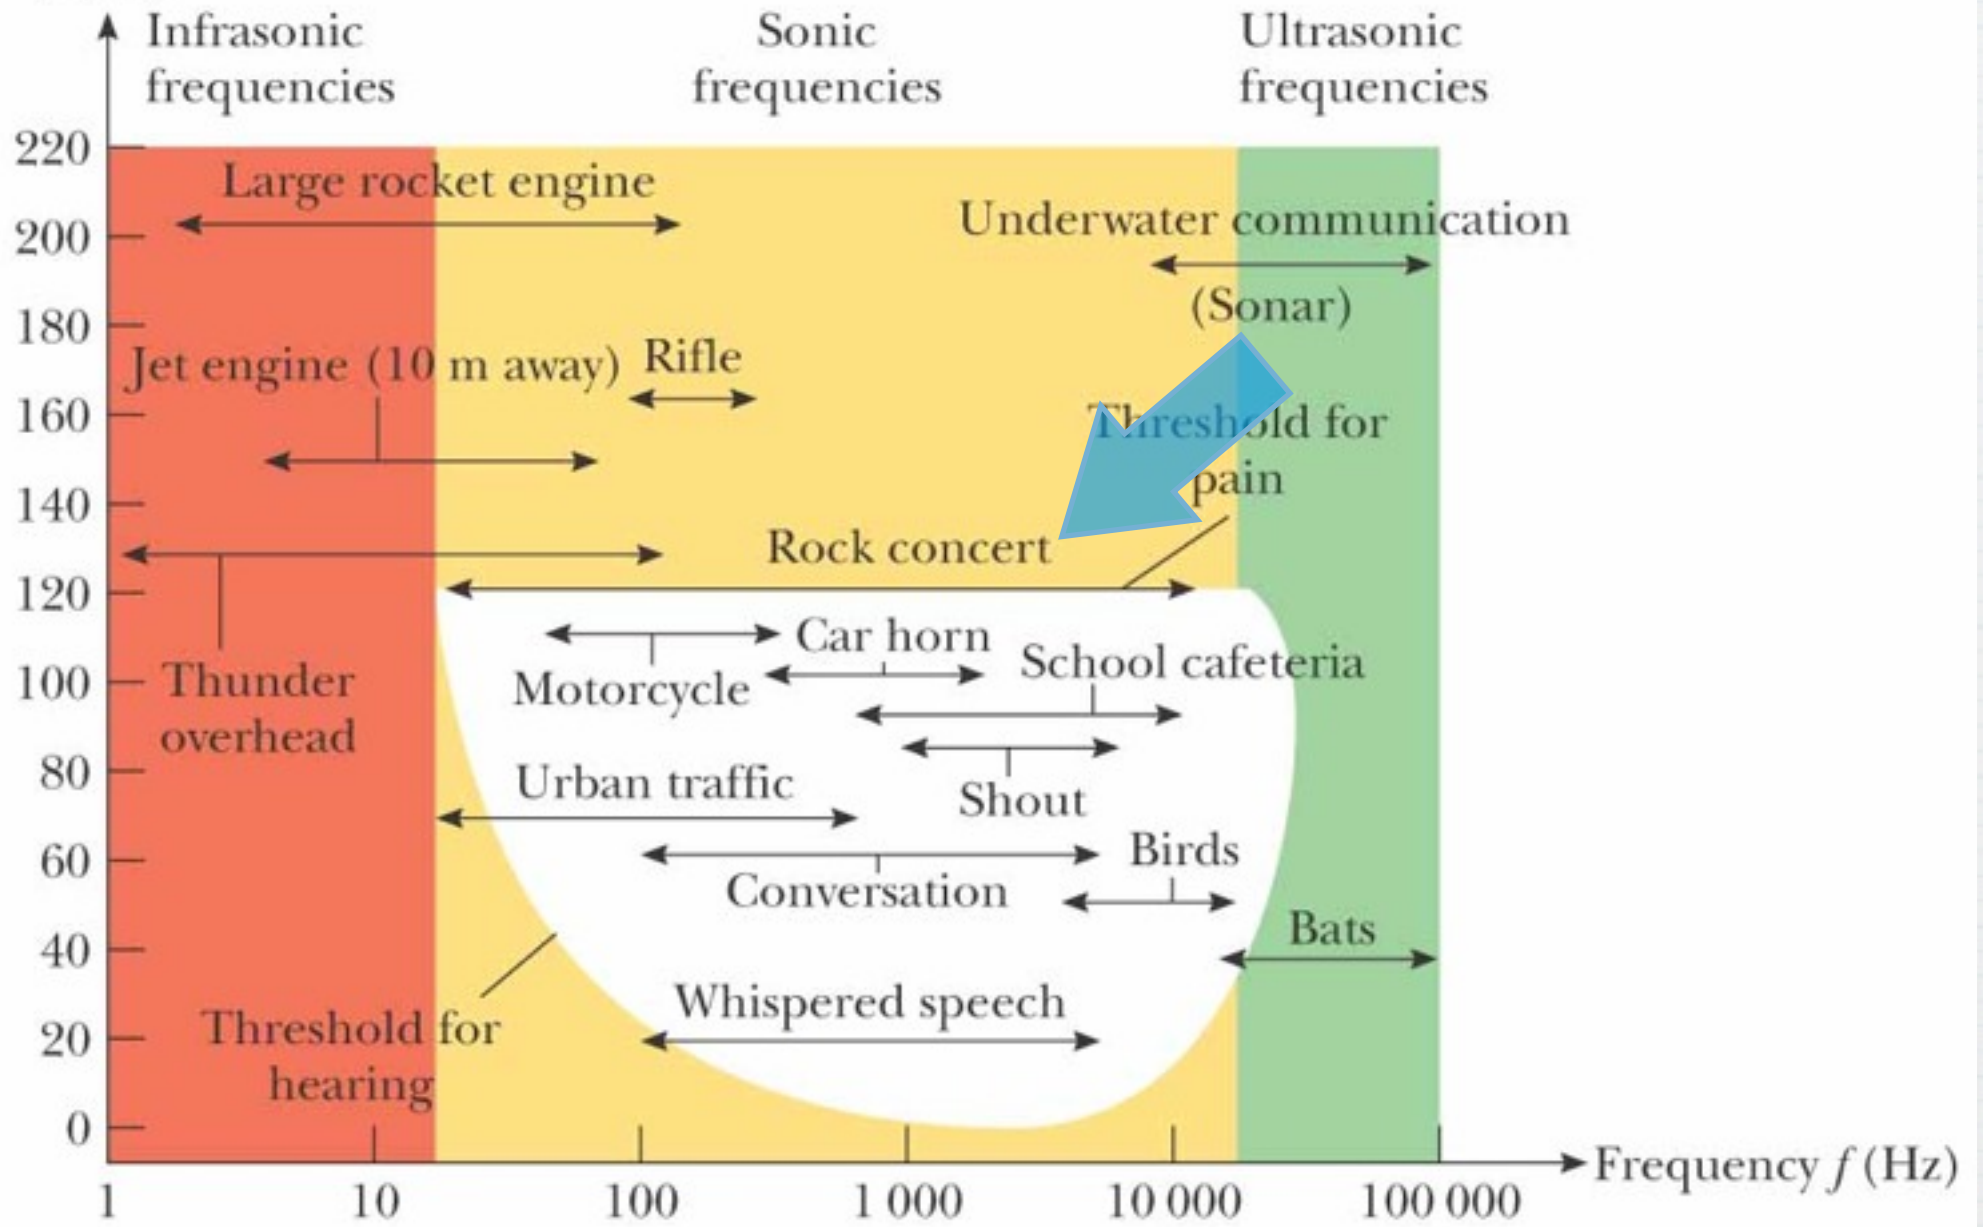 Infrasonic
frequencies
Sonic
frequencies
Ultrasonic
frequencies
220
Large rocket engine
Underwater communication
200
(Sonar)
180
Jet engine (10 m away)
Rifle
160
Threshold for
pain
140
Rock concert
120
Car horn
School cafeteria
100
Thunder
overhead
Motorcycle
80
Urban traffic
Shout
60
Birds
Conversation
40
Bats
Whispered speech
20
Threshold for
hearing
0
Frequency f (Hz)
1
10
100
1 000
10 000
100 000